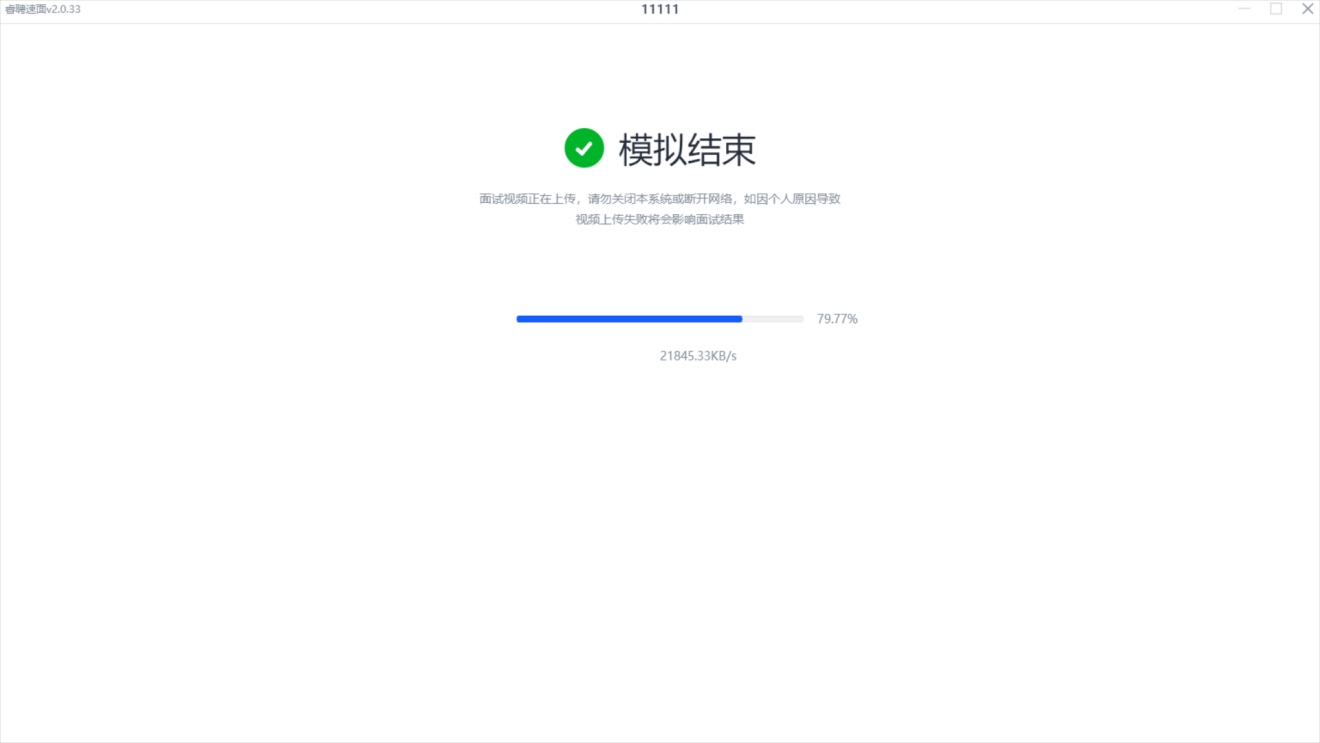 睿聘速面v2.0.33
11111
模拟结束
面试视频正在上传，请勿关闭本系统或断开网络，如因个人原因导致
视频上传失败将会影响面试结果
79.77%
21845.33KB/s